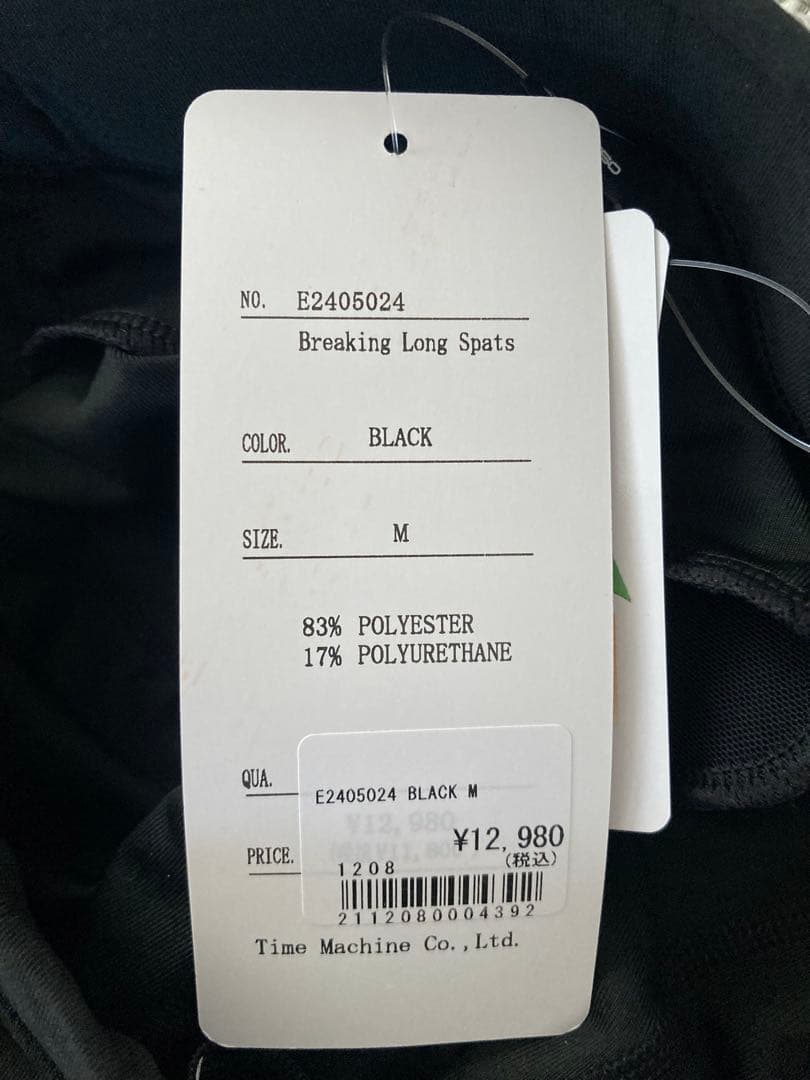 NO. E2405024
Breaking Long Spats
COLOR. BLACK
SIZE. M
83% POLYESTER
17% POLYURETHANE
QUA.
E2405024 BLACK M
¥12,980
(税込)
PRICE.
1208
2112080004392
Time Machine Co.,Ltd.